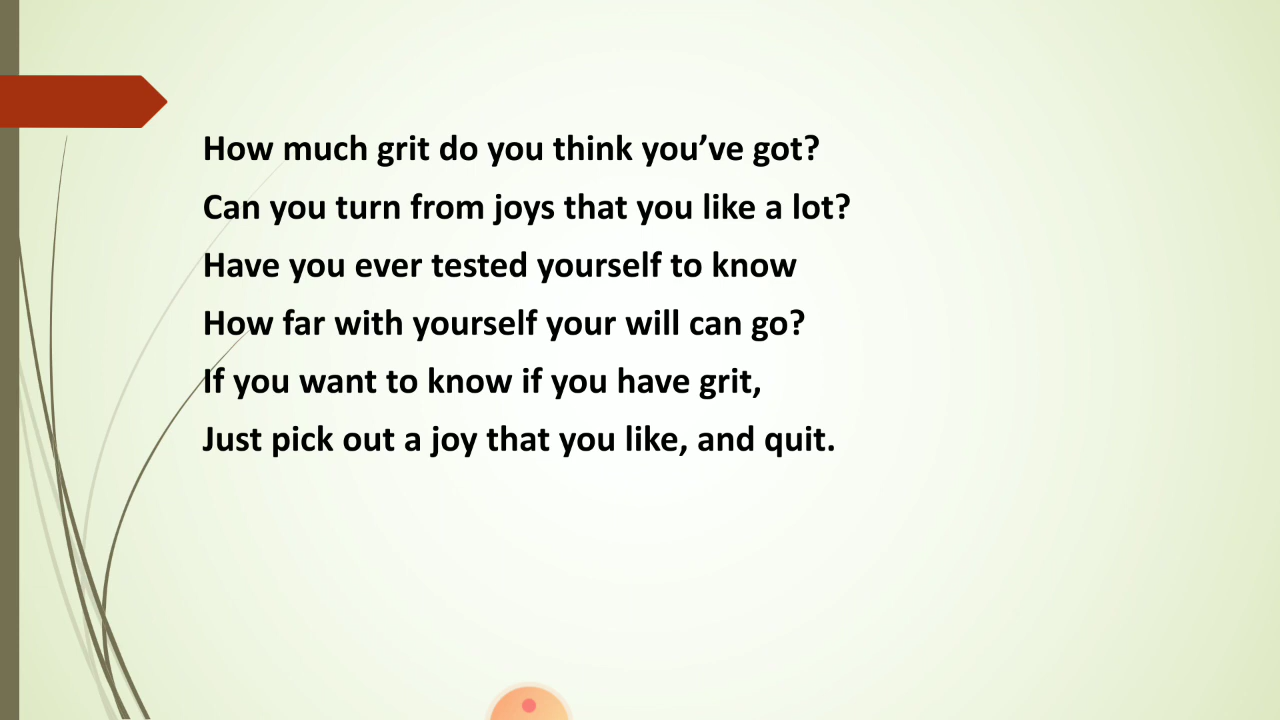 How much grit do you think you’ve got?
Can you turn from joys that you like a lot?
Have you ever tested yourself to know
How far with yourself your will can go?
If you want to know if you have grit,
Just pick out a joy that you like, and quit.